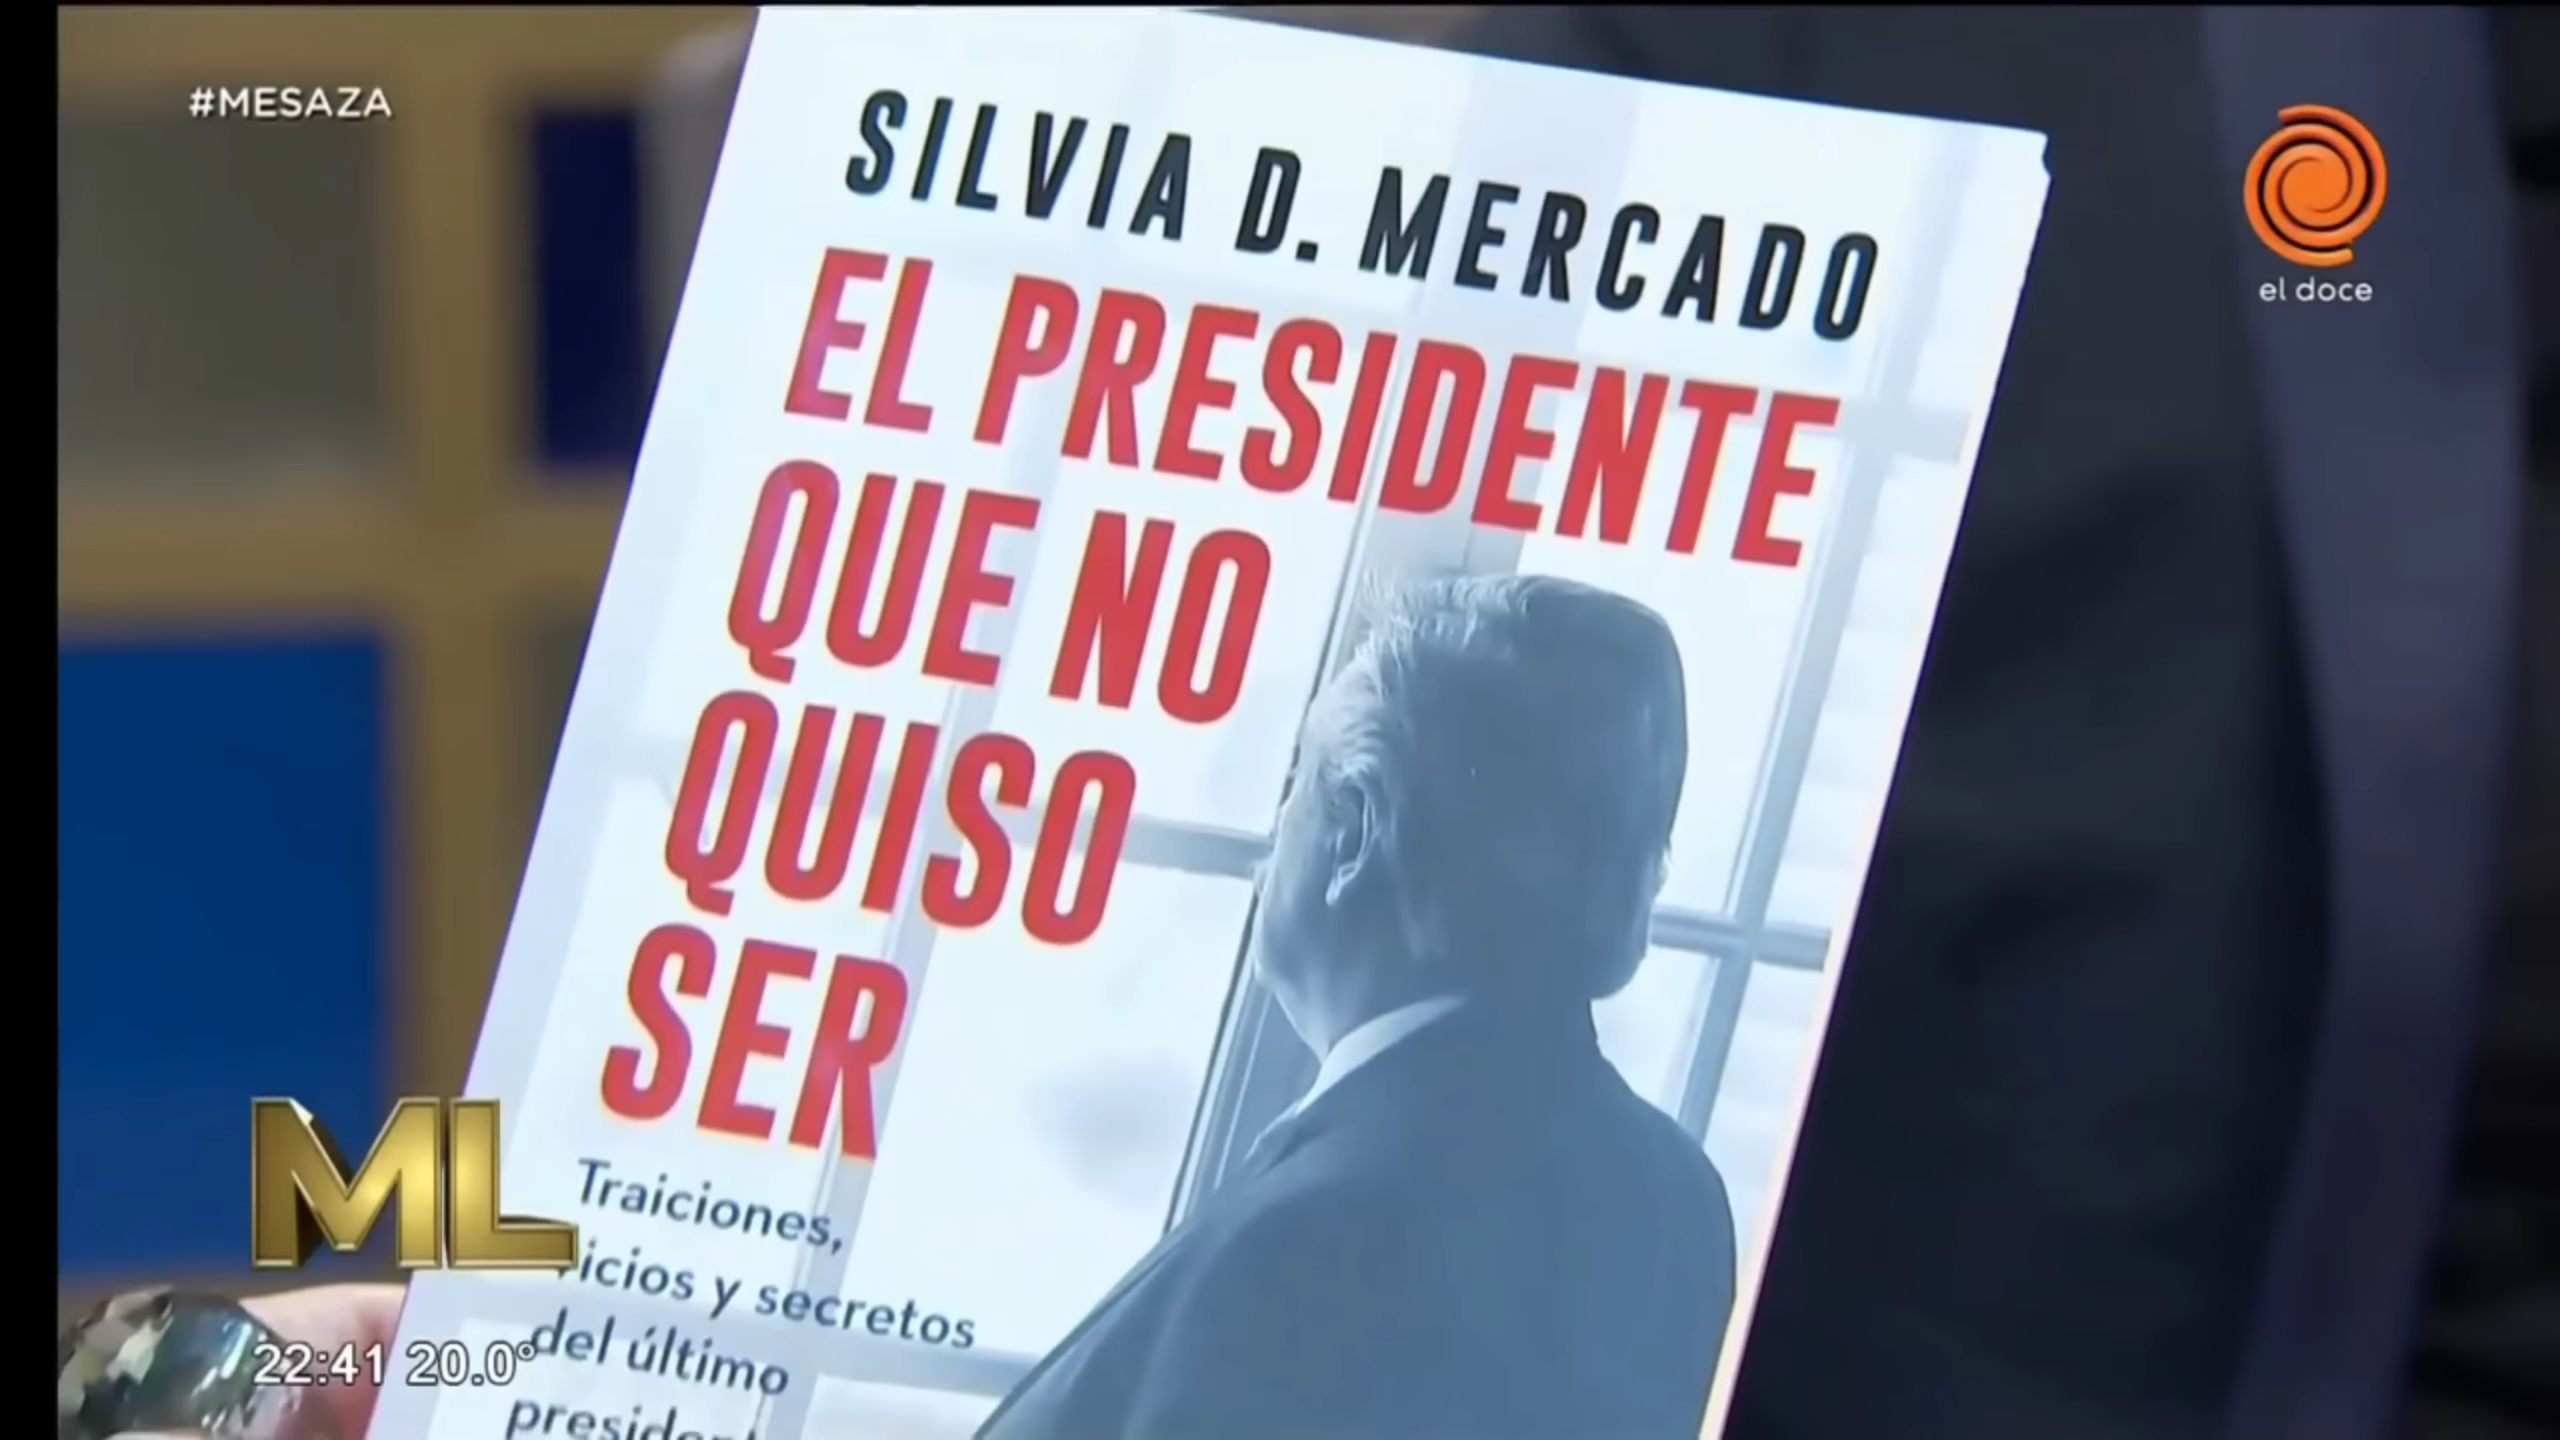 #MESAZA
el doce
SILVIA D. MERCADO
EL PRESIDENTE
QUE NO
QUISO
SER
Traiciones,
vicios y secretos
del último
ML
22:41 20.0°